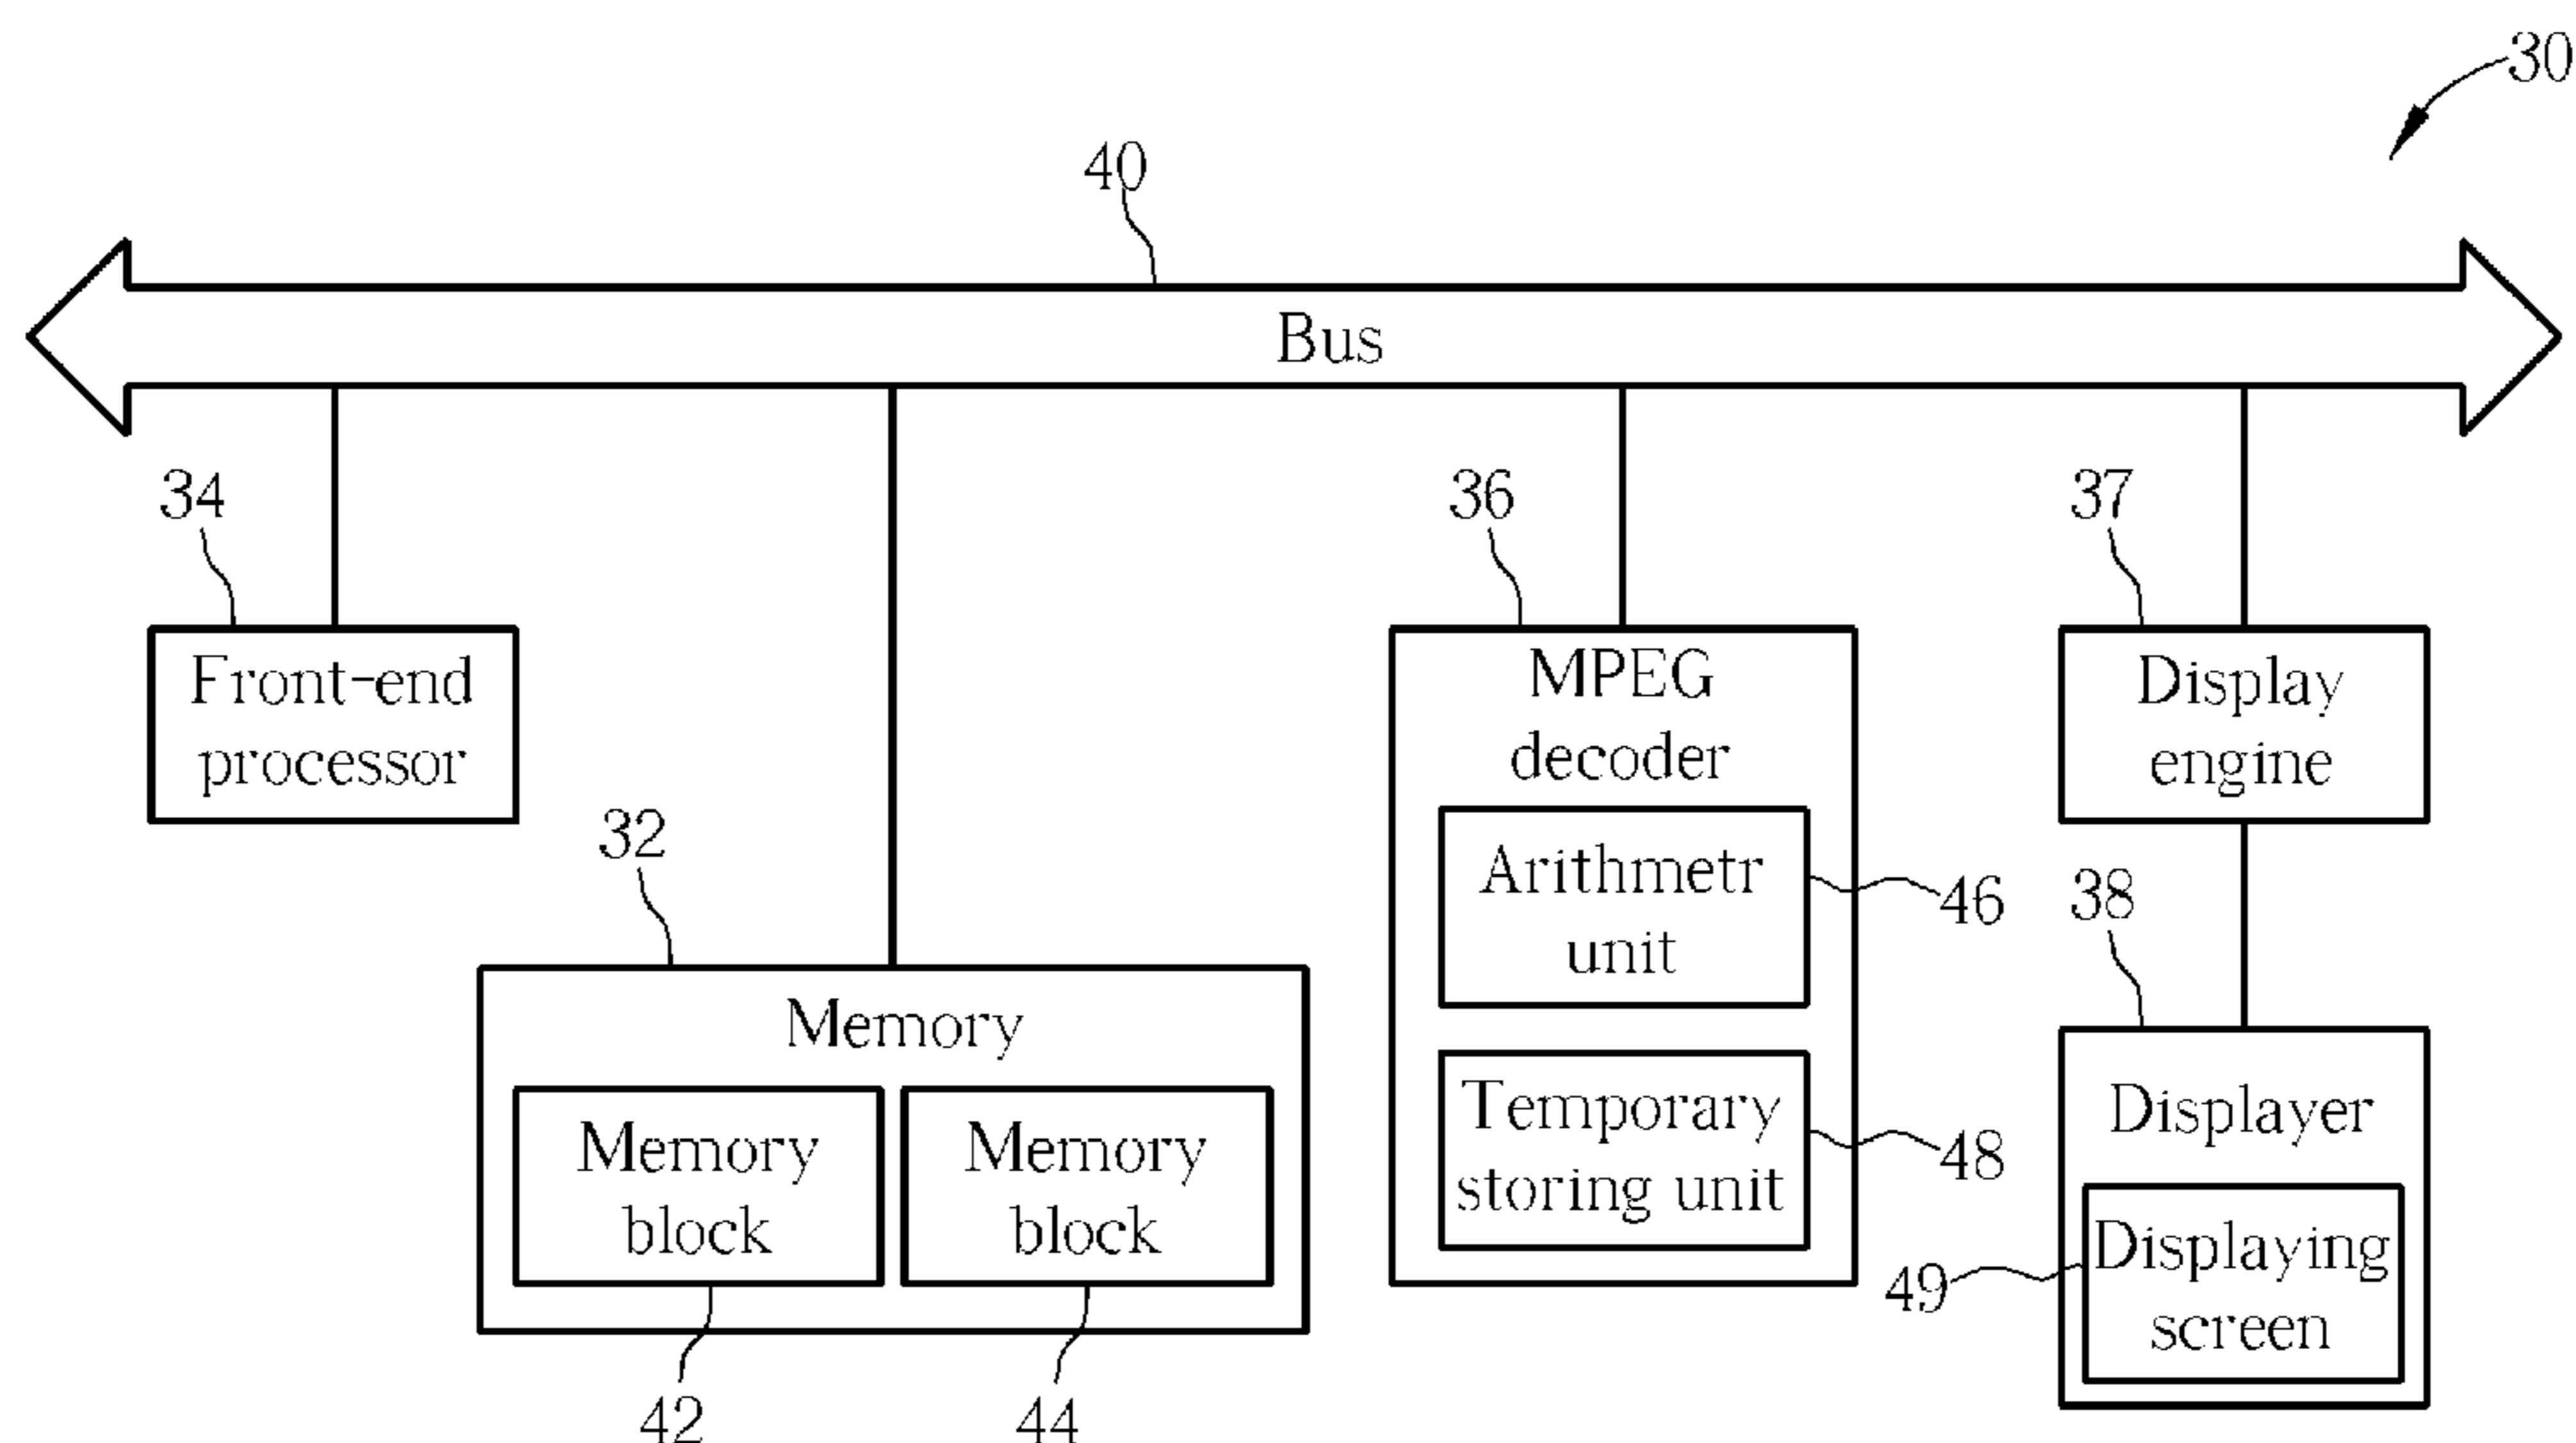 30
40
Bus
34
36
37
Front-end
processor
MPEG
decoder
Display
engine
32
Arithmetr
unit
46
38
Memory
Temporary
storing unit
48
Displayer
Memory
block
Memory
block
49
Displaying
screen
42
44